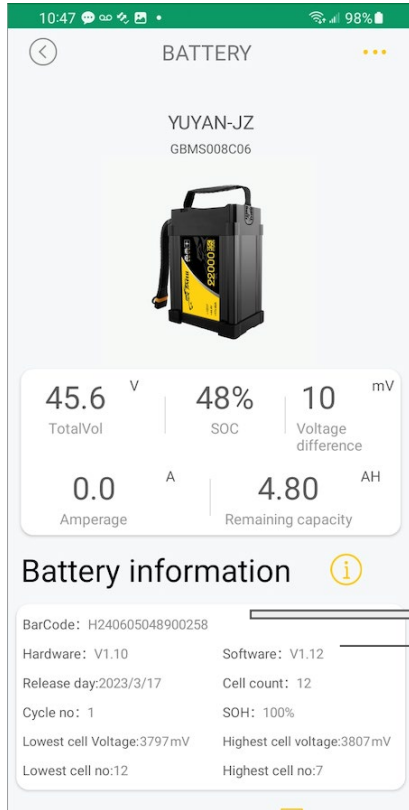 10:47 98%
BATTERY
YUYAN-JZ
GBMS008C06
22000
45.6 V 48% 10 mV
TotalVol SOC Voltage
difference
0.0 A 4.80 AH
Amperage Remaining capacity
Battery information i
BarCode: H240605048900258
Hardware: V1.10 Software: V1.12
Release day:2023/3/17 Cell count: 12
Cycle no: 1 SOH: 100%
Lowest cell Voltage:3797mV Highest cell voltage:3807mV
Lowest cell no:12 Highest cell no:7